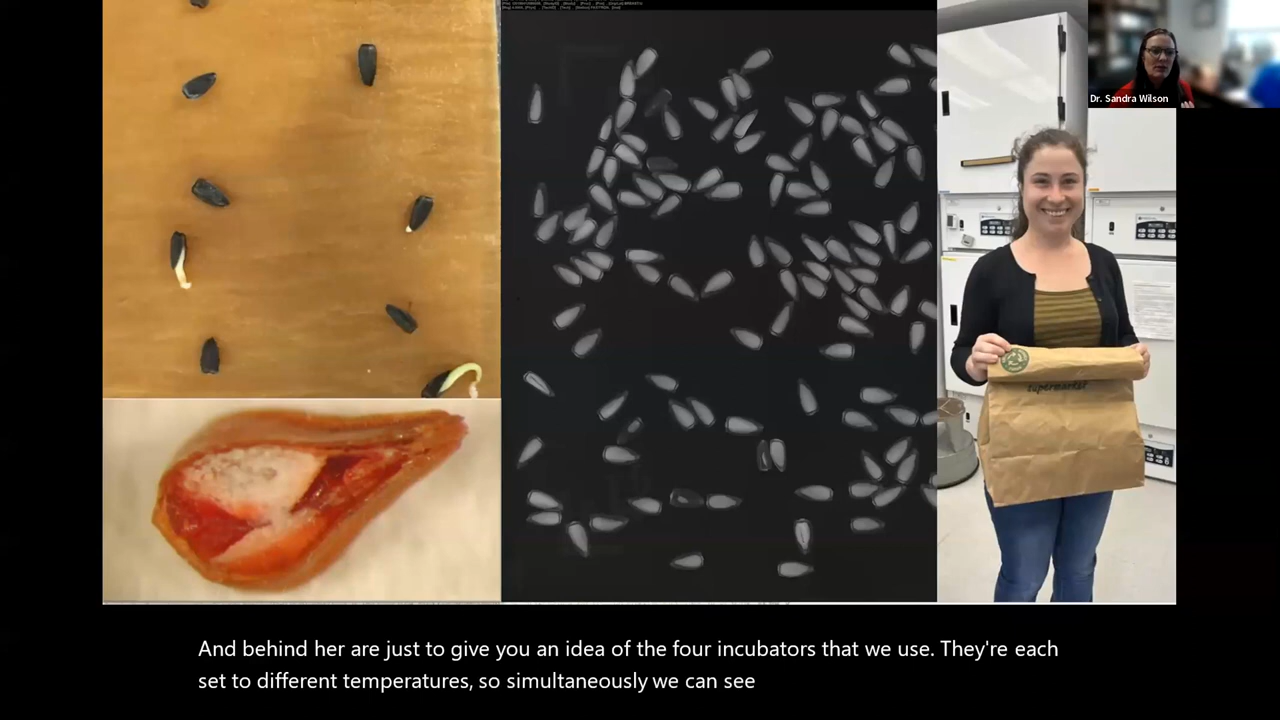 Dr. Sandra Wilson
supermarket
And behind her are just to give you an idea of the four incubators that we use. They're each
set to different temperatures, so simultaneously we can see